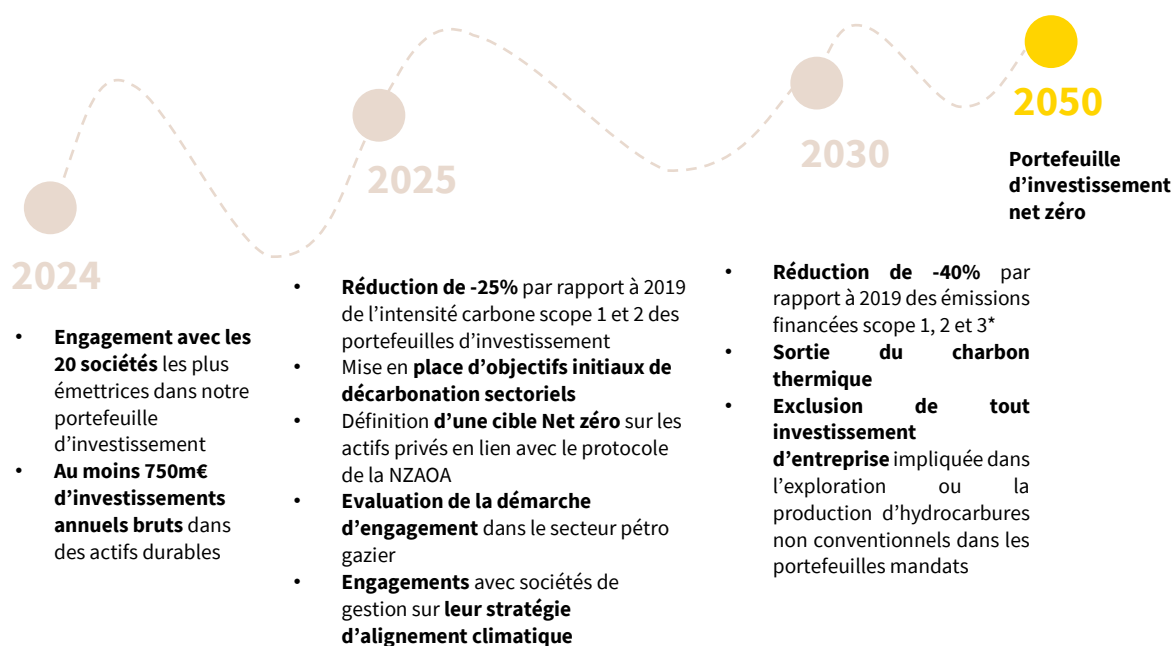 2024
• Engagement avec les
20 sociétés les plus
émettrices dans notre
portefeuille
d’investissement
• Au moins 750m€
d’investissements
annuels bruts dans
des actifs durables
2025
• Réduction de -25% par rapport à 2019
de l’intensité carbone scope 1 et 2 des
portefeuilles d’investissement
• Mise en place d’objectifs initiaux de
décarbonation sectoriels
• Définition d’une cible Net zéro sur les
actifs privés en lien avec le protocole
de la NZAOA
• Evaluation de la démarche
d’engagement dans le secteur pétro
gazier
• Engagements avec sociétés de
gestion sur leur stratégie
d’alignement climatique
2030
• Réduction de -40% par
rapport à 2019 des émissions
financées scope 1, 2 et 3*
• Sortie du charbon
thermique
• Exclusion de tout
investissement
d’entreprise impliquée dans
l’exploration ou la
production d’hydrocarbures
non conventionnels dans les
portefeuilles mandats
2050
Portefeuille
d’investissement
net zéro